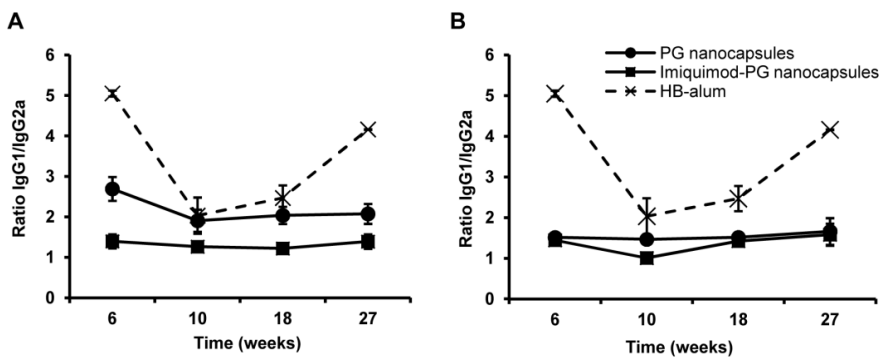 A
Ratio IgG1/IgG2a
6
5
4
3
2
1
0
6 10 18 27
Time (weeks)
B
Ratio IgG1/IgG2a
6
5
4
3
2
1
0
PG nanocapsules
Imiquimod-PG nanocapsules
HB-alum
6 10 18 27
Time (weeks)